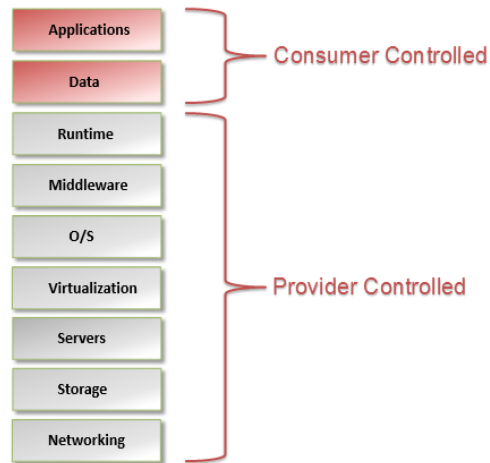 Applications
Consumer Controlled
Data
Runtime
Middleware
O/S
Virtualization
Provider Controlled
Servers
Storage
Networking